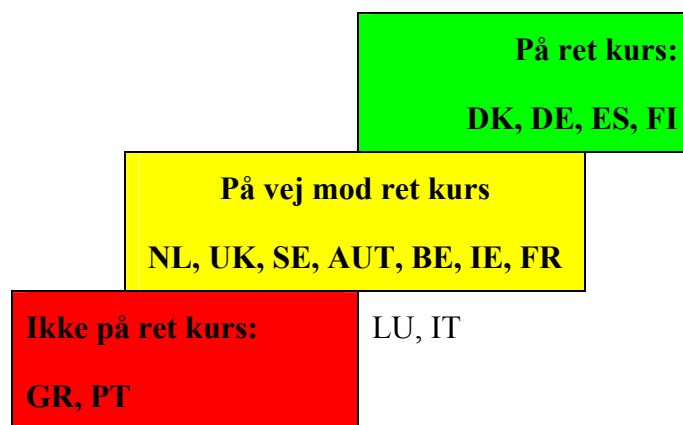 På ret kurs:
DK, DE, ES, FI
På vej mod ret kurs
NL, UK, SE, AUT, BE, IE, FR
Ikke på ret kurs:
LU, IT
GR, PT